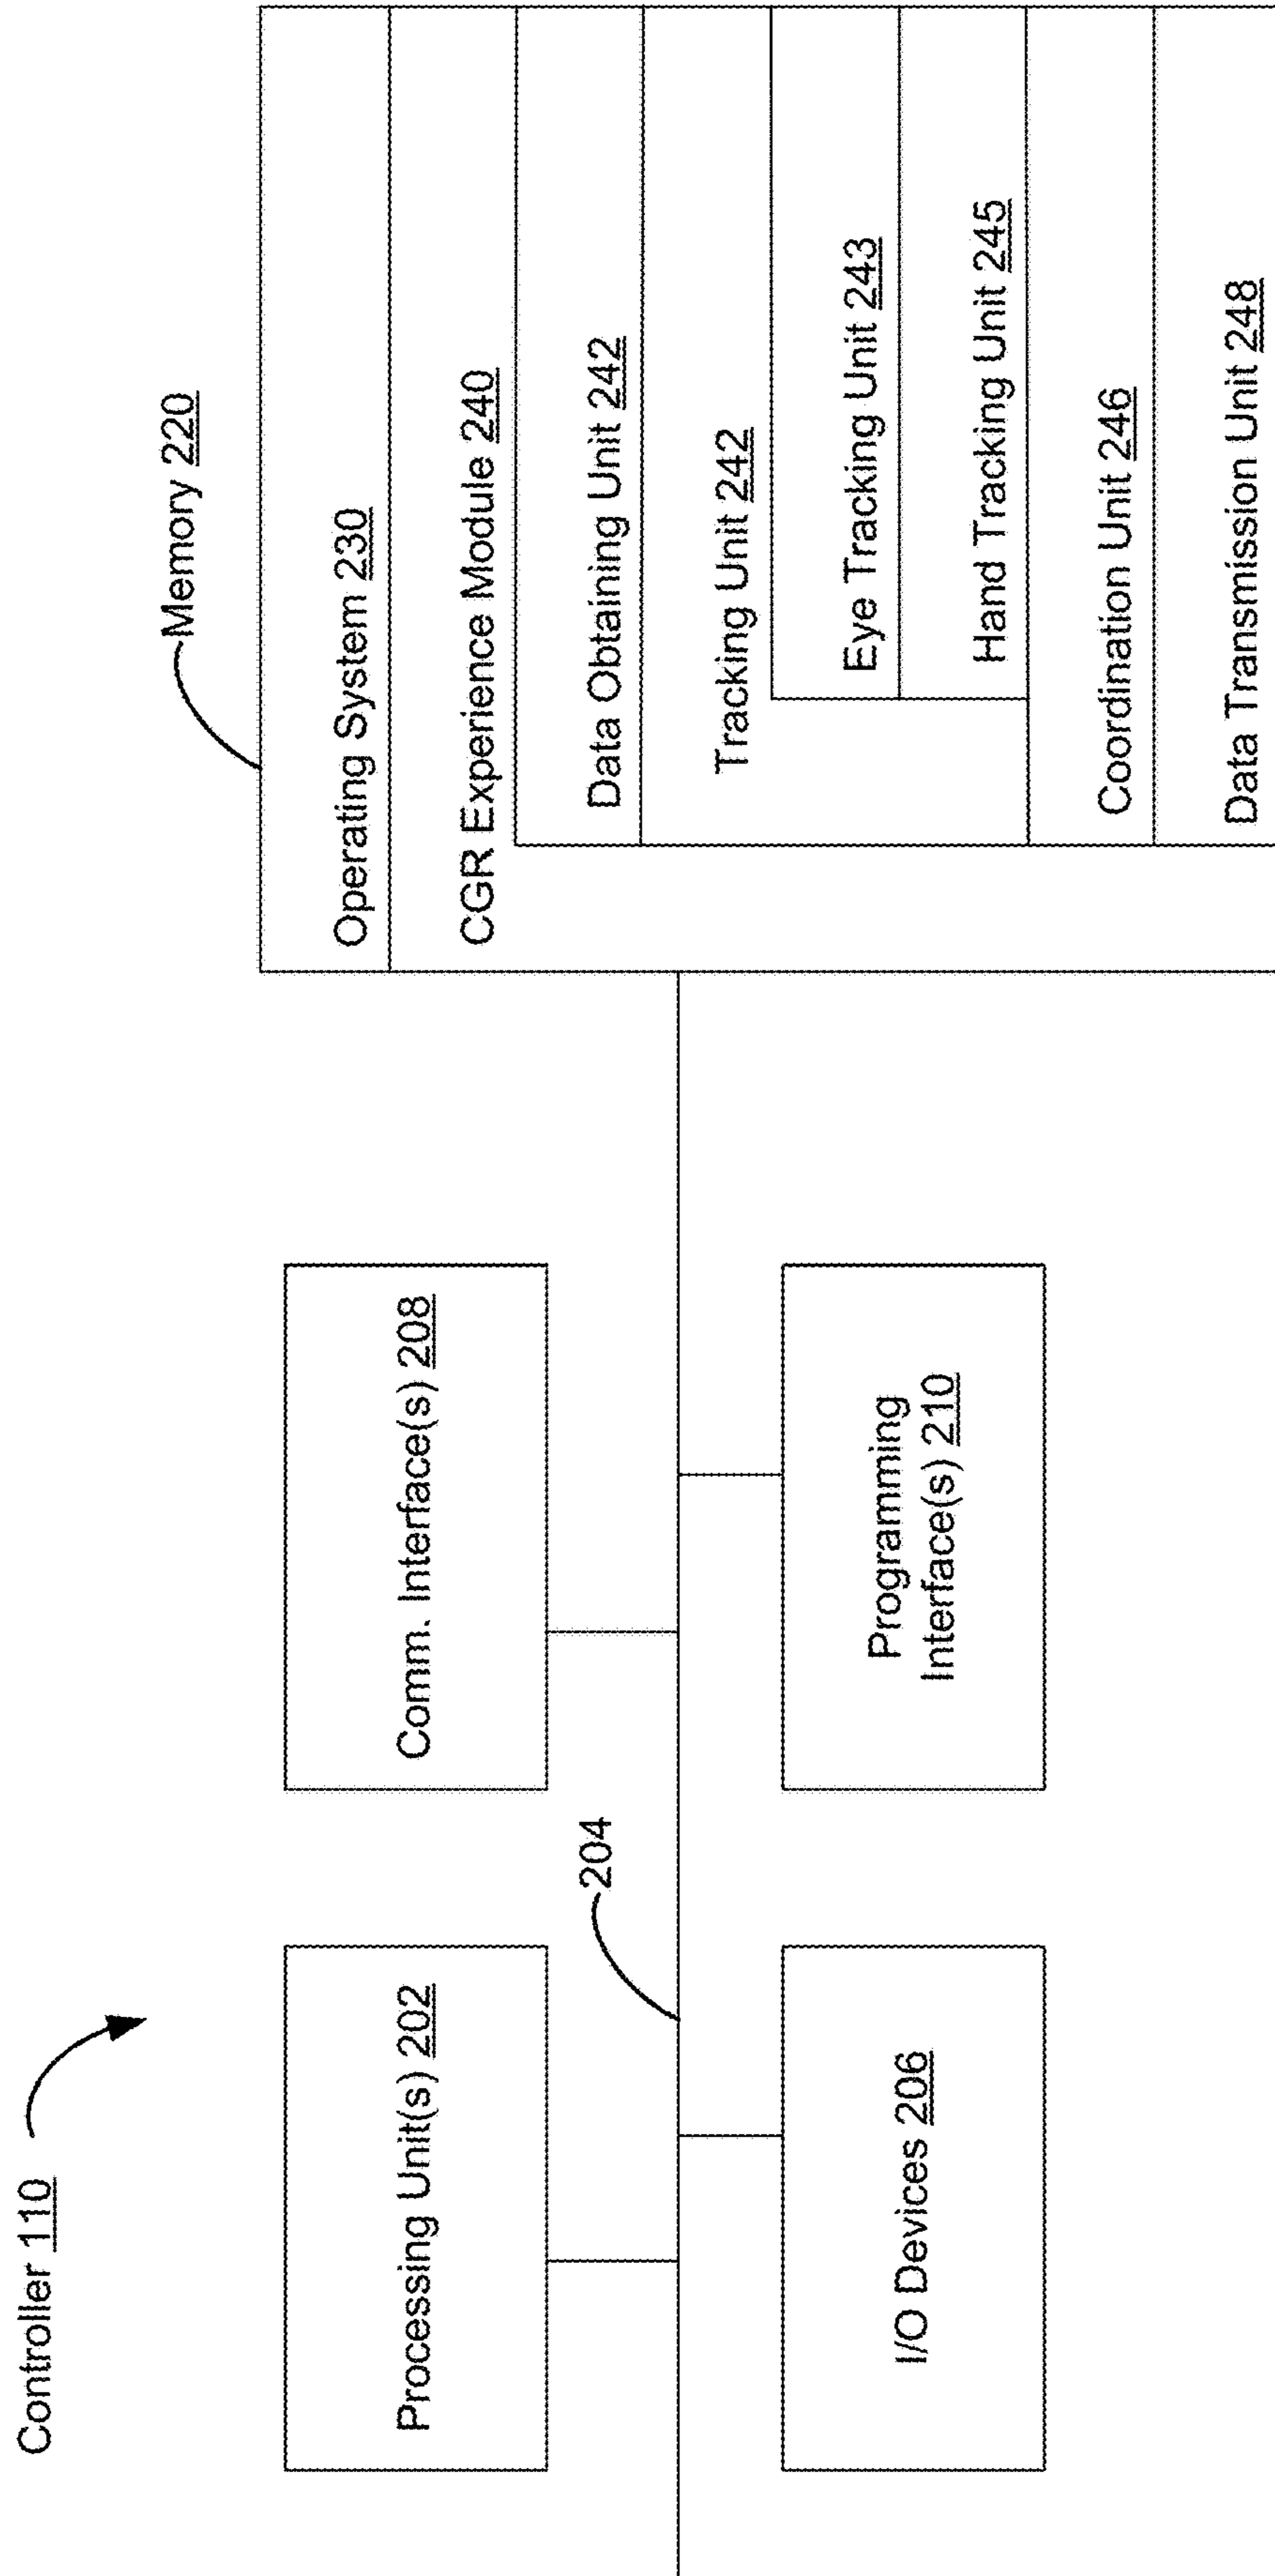 Controller 110
Memory 220
Processing Unit(s) 202
Comm. Interface(s) 208
204
I/O Devices 206
Programming
Interface(s) 210
Operating System 230
CGR Experience Module 240
Data Obtaining Unit 242
Tracking Unit 242
Eye Tracking Unit 243
Hand Tracking Unit 245
Coordination Unit 246
Data Transmission Unit 248